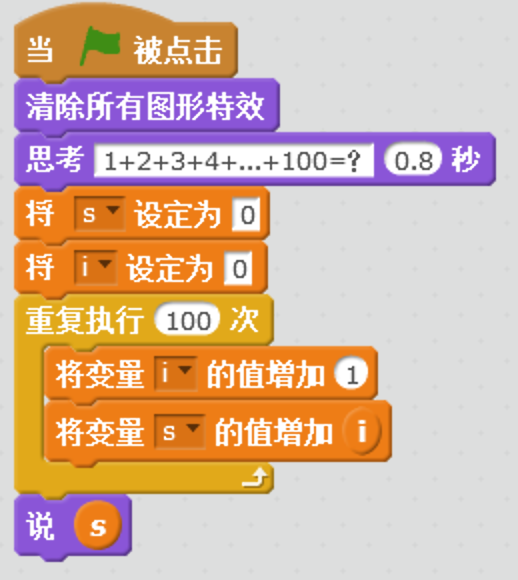 当 被点击
清除所有图形特效
思考 1+2+3+4+...+100=? 0.8 秒
将 s 设定为 0
将 i 设定为 0
重复执行 100 次
将变量 i 的值增加 1
将变量 s 的值增加 i
说 s